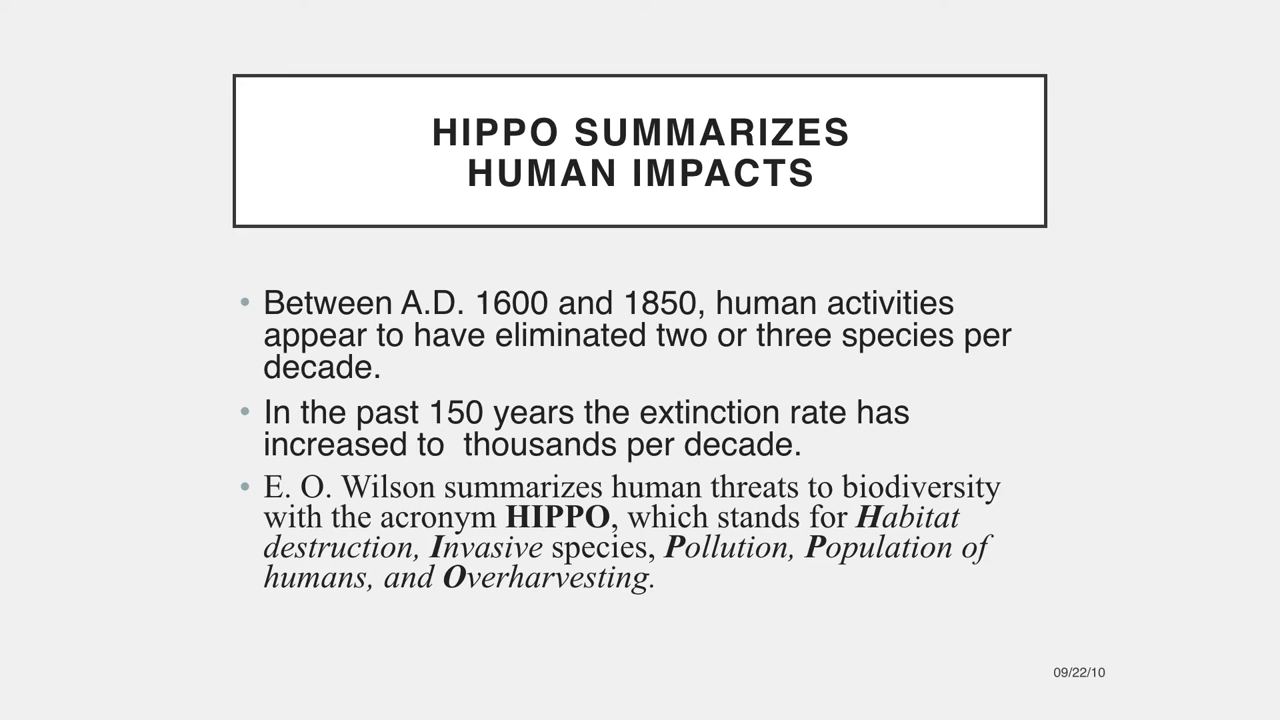 HIPPO SUMMARIZES
HUMAN IMPACTS
• Between A.D. 1600 and 1850, human activities
appear to have eliminated two or three species per
decade.
• In the past 150 years the extinction rate has
increased to  thousands per decade.
• E. O. Wilson summarizes human threats to biodiversity
with the acronym HIPPO, which stands for Habitat
destruction, Invasive species, Pollution, Population of
humans, and Overharvesting.
09/22/10